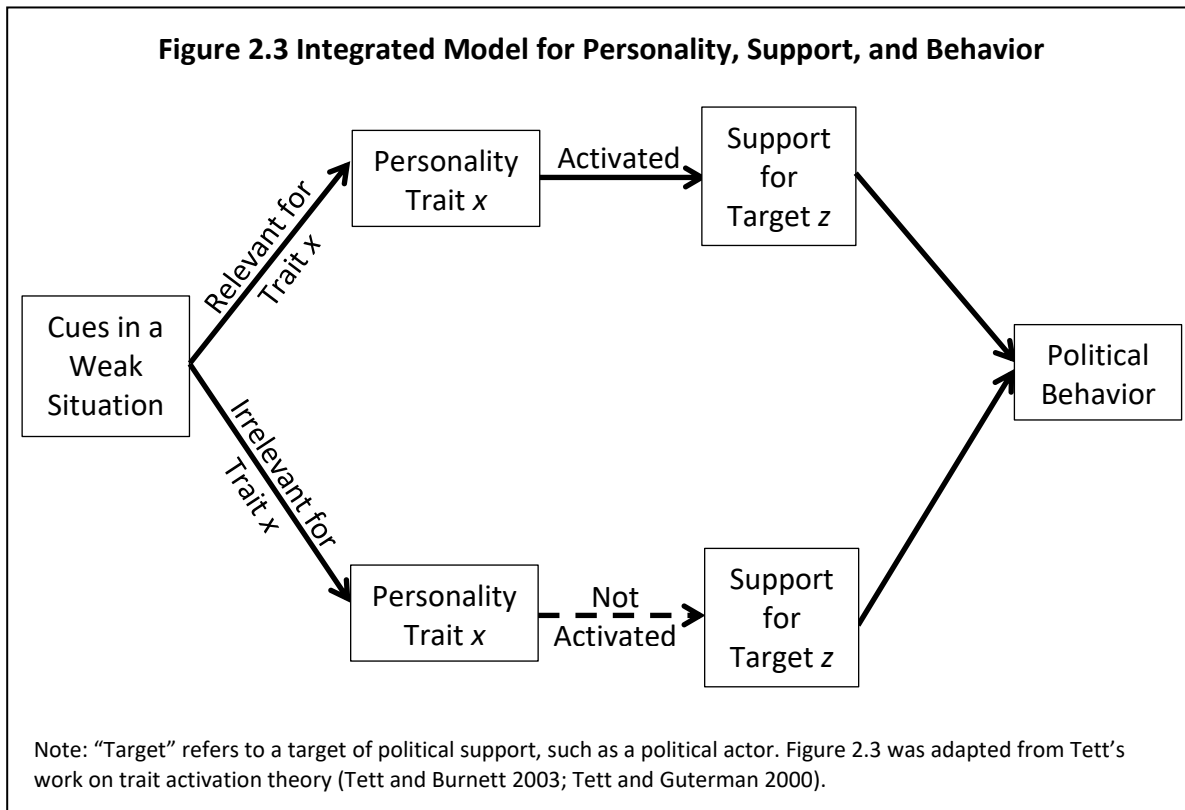 Figure 2.3 Integrated Model for Personality, Support, and Behavior
Personality
Trait x
Activated
Support
for
Target z
Relevant for
Trait x
Cues in a
Weak
Situation
Political
Behavior
Irrelevant for
Trait x
Personality
Trait x
Not
Activated
Support
for
Target z
Note: “Target” refers to a target of political support, such as a political actor. Figure 2.3 was adapted from Tett’s
work on trait activation theory (Tett and Burnett 2003; Tett and Guterman 2000).